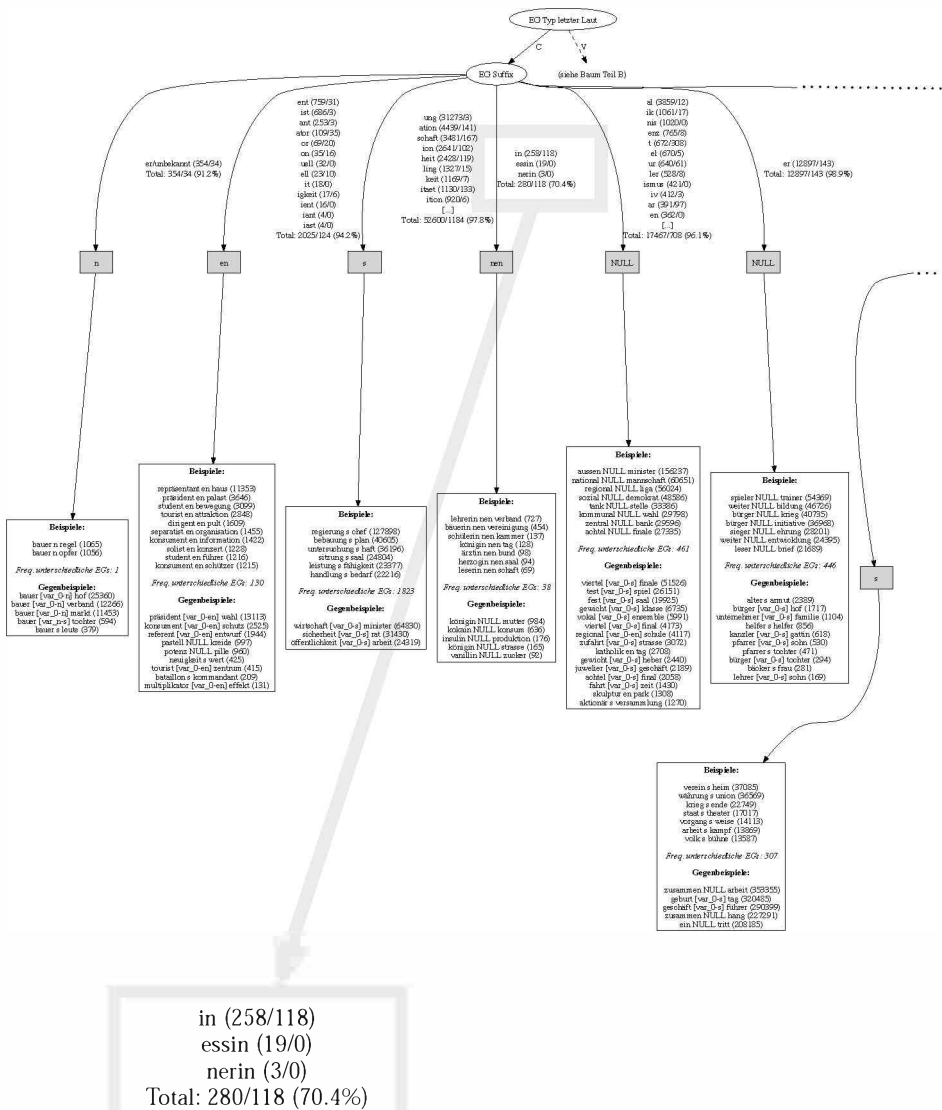 EG Typ letzter Laut
C
V
EG Suffix
(siehe Baum Teil B)
er/unbekannt (354/34)
Total: 354/34 (91.2%)
ent (759/31)
ist (686/3)
ant (253/3)
ator (109/35)
or (69/20)
on (35/16)
uell (32/0)
ell (23/10)
it (18/0)
igkeit (17/6)
ient (16/0)
iant (4/0)
iast (4/0)
Total: 2025/124 (94.2%)
ung (31273/3)
ation (4439/141)
schaft (3481/167)
ion (2641/102)
heit (2428/119)
ling (1327/15)
keit (1169/7)
itaet (1130/133)
ition (920/6)
[...]
Total: 52600/1184 (97.8%)
in (258/118)
essin (19/0)
nerin (3/0)
Total: 280/118 (70.4%)
al (3859/12)
ik (1061/17)
nis (1020/0)
enz (765/8)
t (672/308)
el (670/5)
ur (640/61)
ler (528/8)
ismus (421/0)
iv (412/3)
ar (391/97)
en (362/0)
[...]
Total: 17467/708 (96.1%)
er (12897/143)
Total: 12897/143 (98.9%)
n
en
s
nen
NULL
NULL
Beispiele:
bauer n regel (1065)
bauer n opfer (1056)
Freq. unterschiedliche EGs: 1
Gegenbeispiele:
bauer [var_0-n] hof (25360)
bauer [var_0-n] verband (12266)
bauer [var_0-n] markt (11453)
bauer [var_n-s] tochter (594)
bauer s leute (379)
Beispiele:
repräsentant en haus (11353)
präsident en palast (3646)
student en bewegung (3099)
tourist en attraktion (2848)
dirigent en pult (1609)
separatist en organisation (1455)
konsument en information (1422)
solist en konzert (1228)
student en führer (1216)
konsument en schützer (1215)
Freq. unterschiedliche EGs: 130
Gegenbeispiele:
präsident [var_0-en] wahl (13113)
konsument [var_0-en] schutz (2525)
referent [var_0-en] entwurf (1944)
pastell NULL kreide (997)
potenz NULL pille (960)
neuigkeit s wert (425)
tourist [var_0-en] zentrum (415)
bataillon s kommandant (209)
multiplikator [var_0-en] effekt (131)
Beispiele:
regierung s chef (127898)
bebauung s plan (40605)
untersuchung s haft (36196)
sitzung s saal (24804)
leistung s fähigkeit (23377)
handlung s bedarf (22216)
Freq. unterschiedliche EGs: 1823
Gegenbeispiele:
wirtschaft [var_0-s] minister (64830)
sicherheit [var_0-s] rat (31430)
öffentlichkeit [var_0-s] arbeit (24319)
Beispiele:
lehrerin nen verband (727)
bäuerin nen vereinigung (454)
schülerin nen kammer (137)
königin nen tag (128)
ärztin nen bund (98)
herzogin nen saal (94)
leserin nen schaft (69)
Freq. unterschiedliche EGs: 38
Gegenbeispiele:
königin NULL mutter (984)
kokain NULL konsum (636)
insulin NULL produktion (176)
königin NULL strasse (165)
vanillin NULL zucker (92)
Beispiele:
aussen NULL minister (156237)
national NULL mannschaft (60651)
regional NULL liga (56024)
sozial NULL demokrat (48586)
tank NULL stelle (33386)
kommunal NULL wahl (29798)
zentral NULL bank (29596)
achtel NULL finale (27335)
Freq. unterschiedliche EGs: 461
Gegenbeispiele:
viertel [var_0-s] finale (51526)
test [var_0-s] spiel (26151)
fest [var_0-s] saal (19925)
gewicht [var_0-s] klasse (6735)
vokal [var_0-s] ensemble (5991)
viertel [var_0-s] final (4173)
regional [var_0-en] schule (4117)
zufahrt [var_0-s] strasse (3072)
katholik en tag (2708)
gewicht [var_0-s] heber (2440)
juwelier [var_0-s] geschäft (2189)
achtel [var_0-s] final (2058)
fahrt [var_0-s] zeit (1430)
skulptur en park (1308)
aktionär s versammlung (1270)
Beispiele:
spieler NULL trainer (54369)
weiter NULL bildung (46726)
bürger NULL krieg (40735)
bürger NULL initiative (36968)
sieger NULL ehrung (28201)
weiter NULL entwicklung (24395)
leser NULL brief (21689)
Freq. unterschiedliche EGs: 446
Gegenbeispiele:
alter s armut (2389)
bürger [var_0-s] hof (1717)
unternehmer [var_0-s] familie (1104)
helfer s helfer (856)
kanzler [var_0-s] gattin (618)
pfarrer [var_0-s] sohn (530)
pfarrer s tochter (471)
bürger [var_0-s] tochter (294)
bäcker s frau (281)
lehrer [var_0-s] sohn (169)
s
Beispiele:
verein s heim (37085)
währung s union (36569)
krieg s ende (22749)
staat s theater (17017)
vorgang s weise (14113)
arbeit s kampf (13869)
volk s bühne (13587)
Freq. unterschiedliche EGs: 307
Gegenbeispiele:
zusammen NULL arbeit (353355)
geburt [var_0-s] tag (320485)
geschäft [var_0-s] führer (290399)
zusammen NULL hang (227291)
ein NULL tritt (208185)
in (258/118)
essin (19/0)
nerin (3/0)
Total: 280/118 (70.4%)